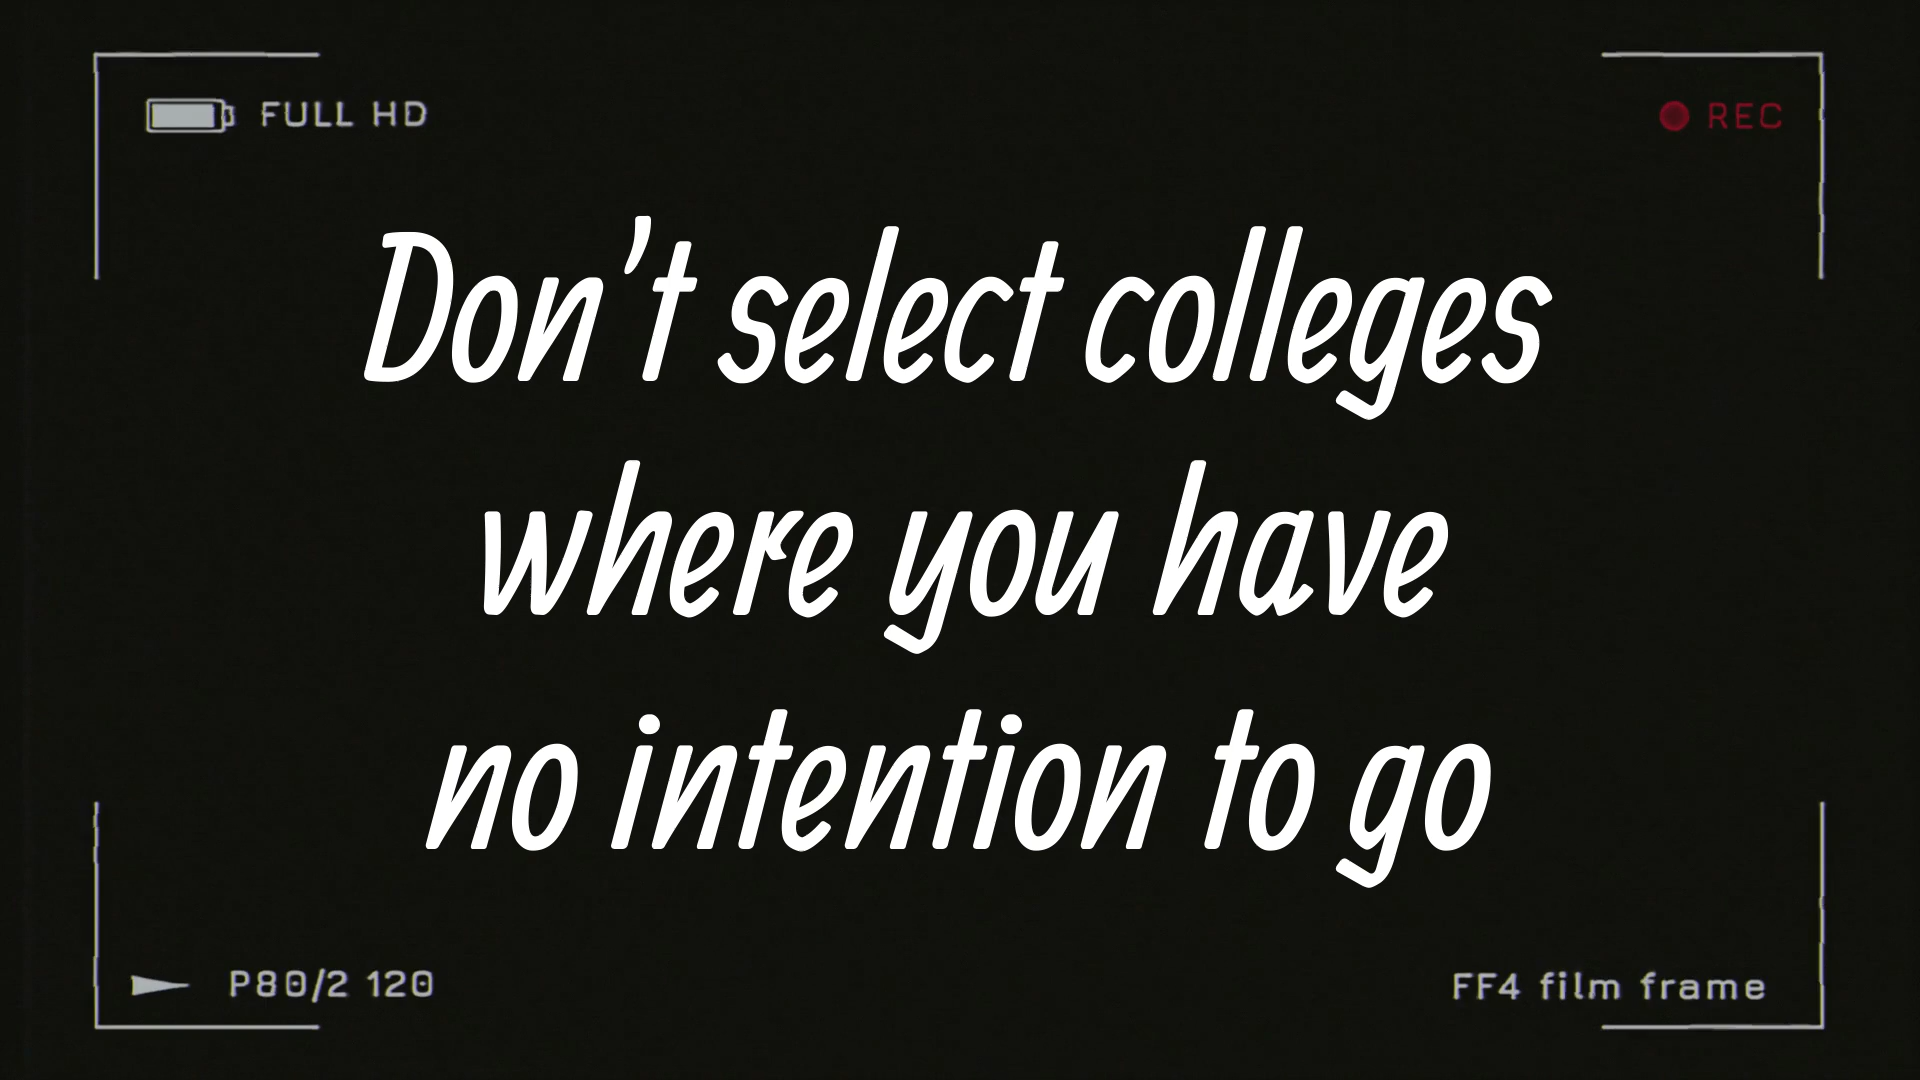 FULL HD
REC
Don't select colleges
where you have
no intention to go
P80/2 120
FF4 film frame